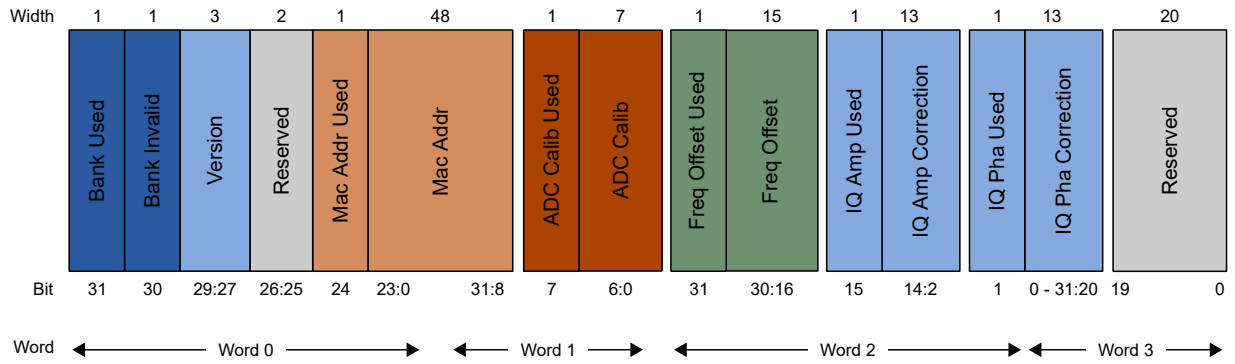 Width 1 1 3 2 1 48 1 7 1 15 1 13 1 13 20
Bank Used
Bank Invalid
Version
Reserved
Mac Addr Used
Mac Addr
ADC Calib Used
ADC Calib
Freq Offset Used
Freq Offset
IQ Amp Used
IQ Amp Correction
IQ Pha Used
IQ Pha Correction
Reserved
Bit 31 30 29:27 26:25 24 23:0 31:8 7 6:0 31 30:16 15 14:2 1 0 - 31:20 19 0
Word Word 0 Word 1 Word 2 Word 3